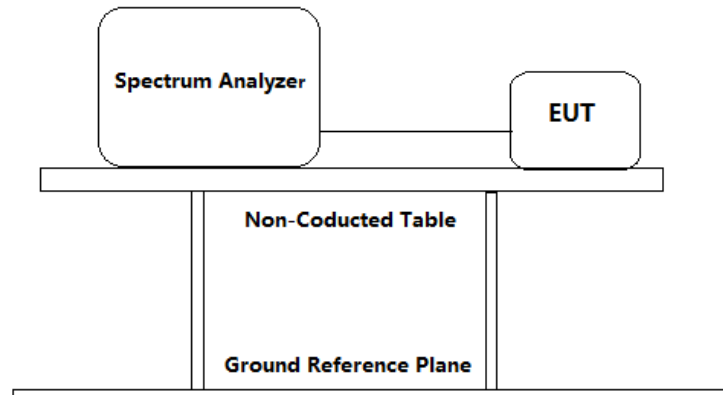 Spectrum Analyzer
EUT
Non-Coducted Table
Ground Reference Plane